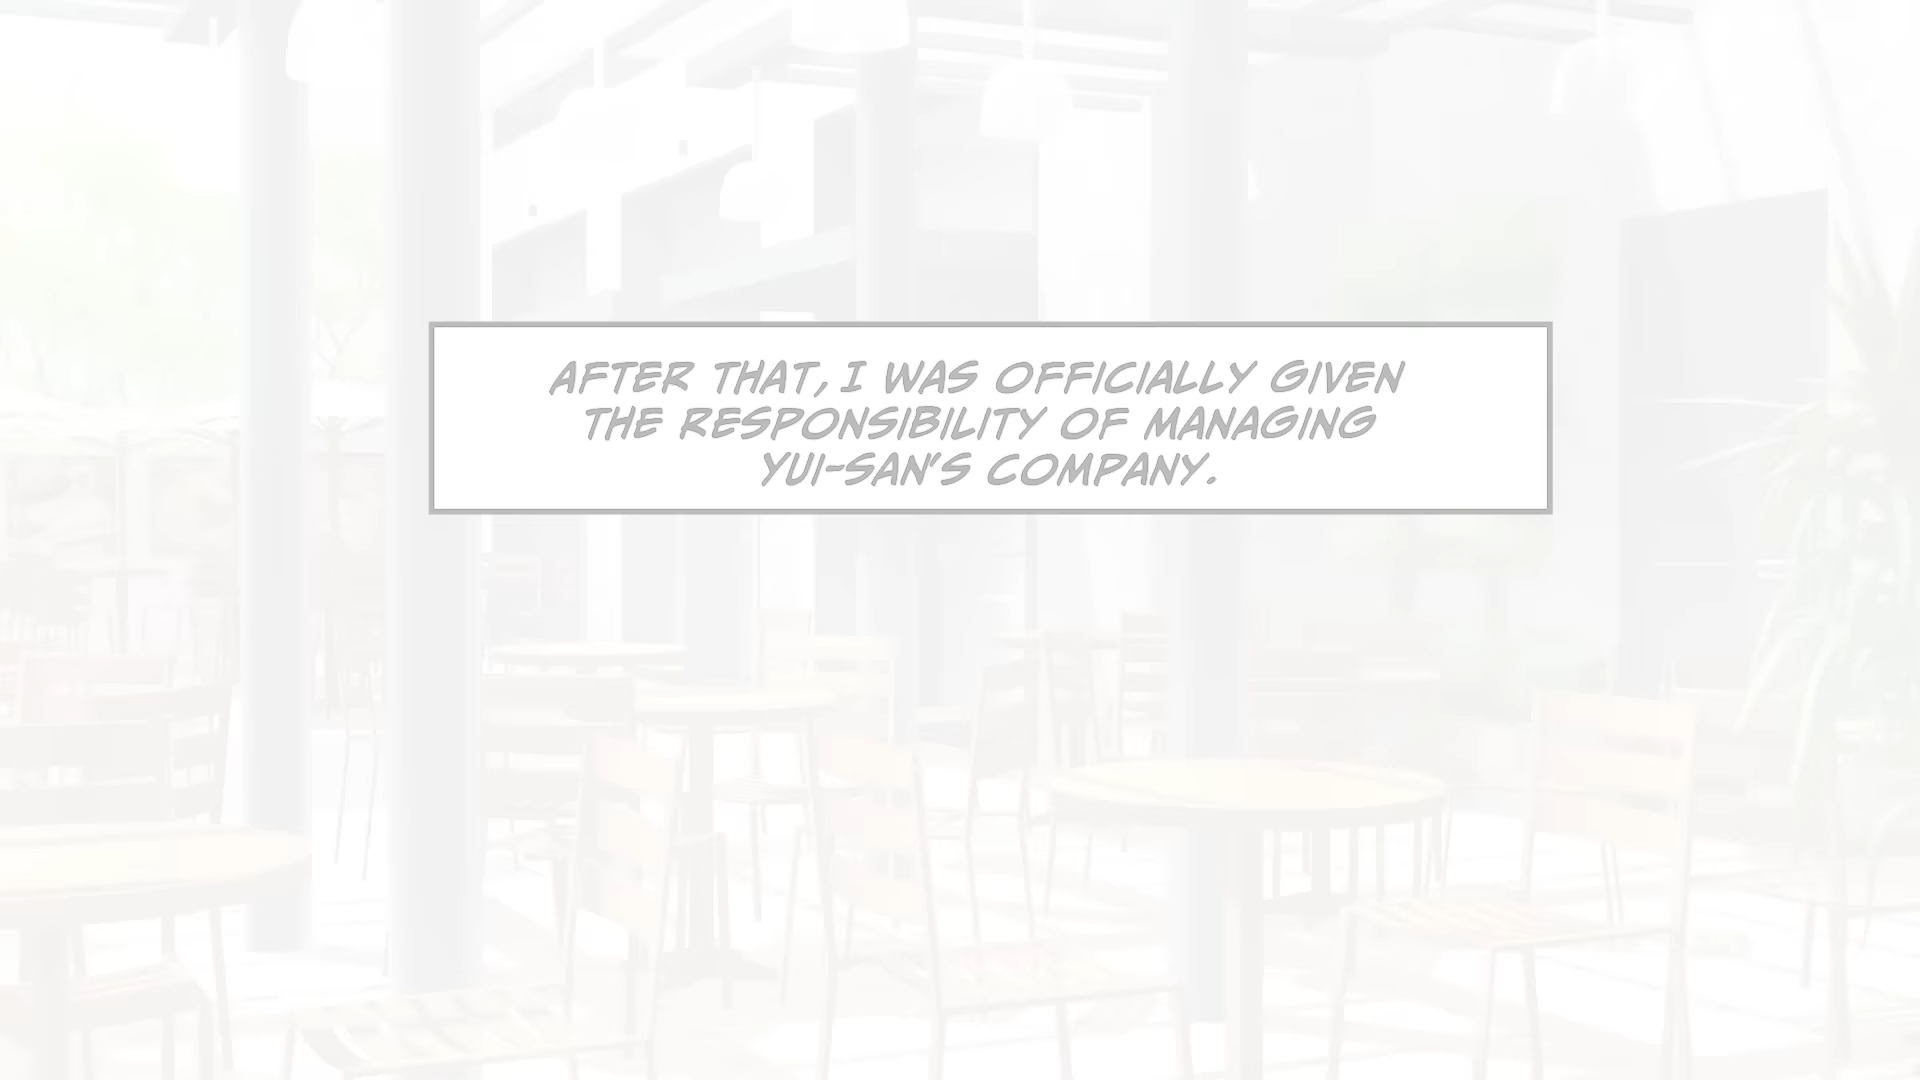 AFTER THAT, I WAS OFFICIALLY GIVEN
THE RESPONSIBILITY OF MANAGING
YUI-SAN'S COMPANY.